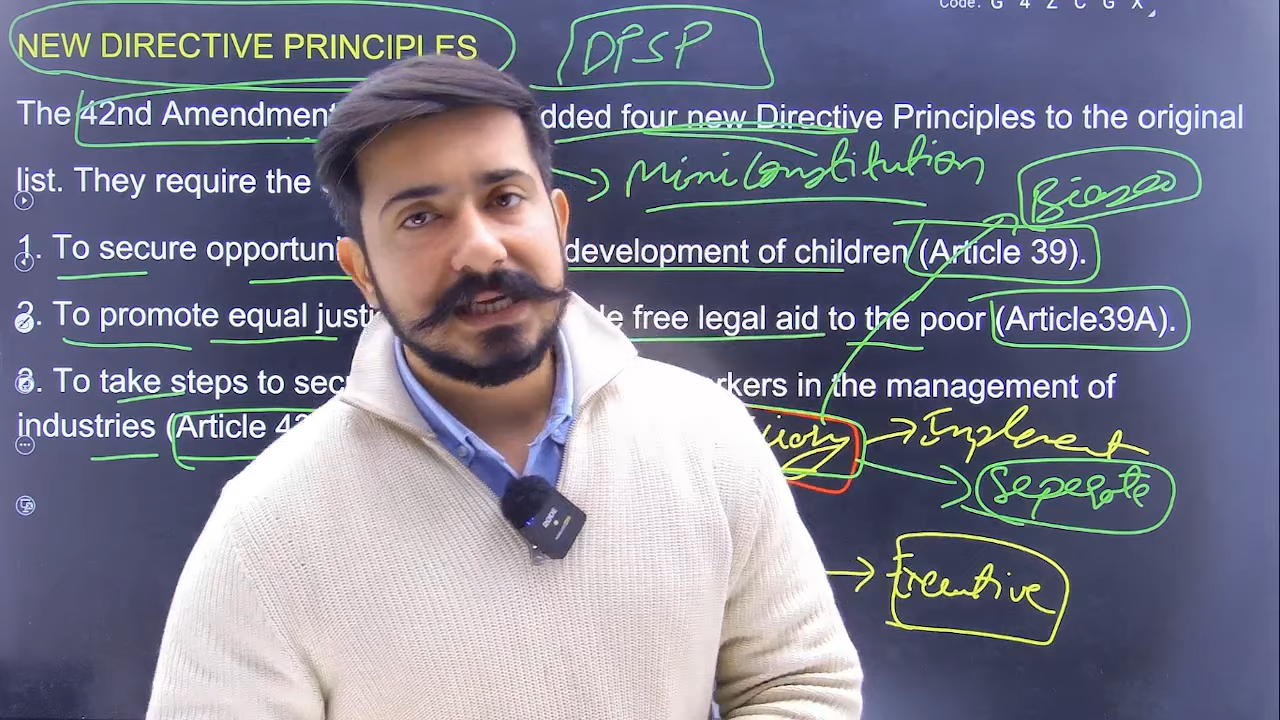 Code: G 4 Z C G X
NEW DIRECTIVE PRINCIPLES
DPSP
The 42nd Amendment dded four new Directive Principles to the original
list. They require the
Mini Constitution
Biased
1. To secure opportuni development of children (Article 39).
2. To promote equal justi e free legal aid to the poor (Article39A).
3. To take steps to sec rkers in the management of
industries (Article 43
Implement
Seperate
Executive